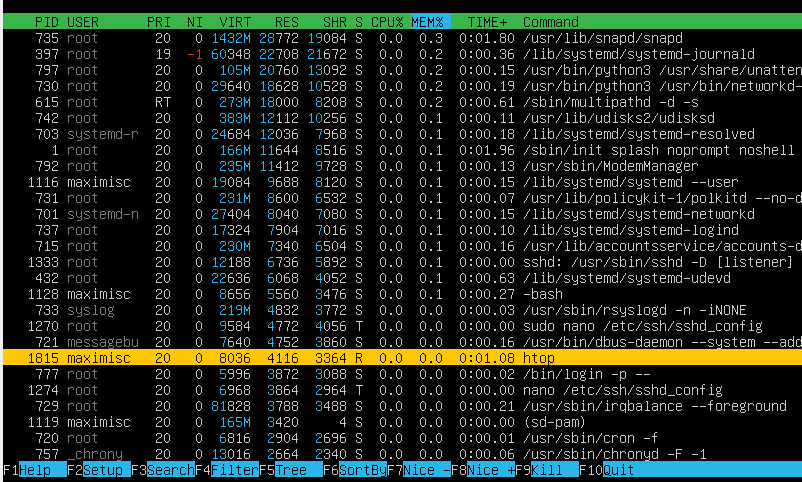 PID USER PRI NI VIRT RES SHR S CPU% MEM% TIME+ Command
735 root 20 0 1432M 28772 19084 S 0.0 0.3 0:01.80 /usr/lib/snapd/snapd
397 root 19 -1 60348 22708 21672 S 0.0 0.2 0:00.36 /lib/systemd/systemd-journald
797 root 20 0 105M 20760 13092 S 0.0 0.2 0:00.15 /usr/bin/python3 /usr/share/unatten
730 root 20 0 29640 18628 10528 S 0.0 0.2 0:00.19 /usr/bin/python3 /usr/bin/networkd-
615 root RT 0 273M 18000 8208 S 0.0 0.2 0:00.61 /sbin/multipathd -d -s
742 root 20 0 383M 12112 10256 S 0.0 0.1 0:00.11 /usr/lib/udisks2/udisksd
703 systemd-r 20 0 24684 12036 7968 S 0.0 0.1 0:00.18 /lib/systemd/systemd-resolved
1 root 20 0 166M 11644 8516 S 0.0 0.1 0:01.96 /sbin/init splash noprompt noshell
792 root 20 0 235M 11412 9728 S 0.0 0.1 0:00.13 /usr/sbin/ModemManager
1116 maximisc 20 0 19084 9688 8120 S 0.0 0.1 0:00.15 /lib/systemd/systemd --user
731 root 20 0 231M 8600 6532 S 0.0 0.1 0:00.07 /usr/lib/policykit-1/polkitd --no-d
701 systemd-n 20 0 27404 8040 7080 S 0.0 0.1 0:00.15 /lib/systemd/systemd-networkd
737 root 20 0 17324 7904 7016 S 0.0 0.1 0:00.10 /lib/systemd/systemd-logind
715 root 20 0 230M 7340 6504 S 0.0 0.1 0:00.16 /usr/lib/accountsservice/accounts-d
1333 root 20 0 12188 6736 5892 S 0.0 0.1 0:00.00 sshd: /usr/sbin/sshd -D [listener]
432 root 20 0 22636 6068 4052 S 0.0 0.1 0:00.63 /lib/systemd/systemd-udevd
1128 maximisc 20 0 8656 5560 3476 S 0.0 0.1 0:00.27 -bash
733 syslog 20 0 219M 4832 3772 S 0.0 0.0 0:00.03 /usr/sbin/rsyslogd -n -iNONE
1270 root 20 0 9584 4772 4056 T 0.0 0.0 0:00.00 sudo nano /etc/ssh/sshd_config
721 messagebu 20 0 7640 4752 3860 S 0.0 0.0 0:00.16 /usr/bin/dbus-daemon --system --add
1815 maximisc 20 0 8036 4116 3364 R 0.0 0.0 0:01.08 htop
777 root 20 0 5996 3872 3088 S 0.0 0.0 0:00.02 /bin/login -p --
1274 root 20 0 6968 3864 2964 T 0.0 0.0 0:00.00 nano /etc/ssh/sshd_config
729 root 20 0 81828 3788 3488 S 0.0 0.0 0:00.21 /usr/sbin/irqbalance --foreground
1119 maximisc 20 0 165M 3420 4 S 0.0 0.0 0:00.00 (sd-pam)
720 root 20 0 6816 2904 2696 S 0.0 0.0 0:00.01 /usr/sbin/cron -f
757 _chrony 20 0 13016 2664 2340 S 0.0 0.0 0:00.06 /usr/sbin/chronyd -F -1
F1Help F2Setup F3SearchF4FilterF5Tree F6SortByF7Nice -F8Nice +F9Kill F10Quit